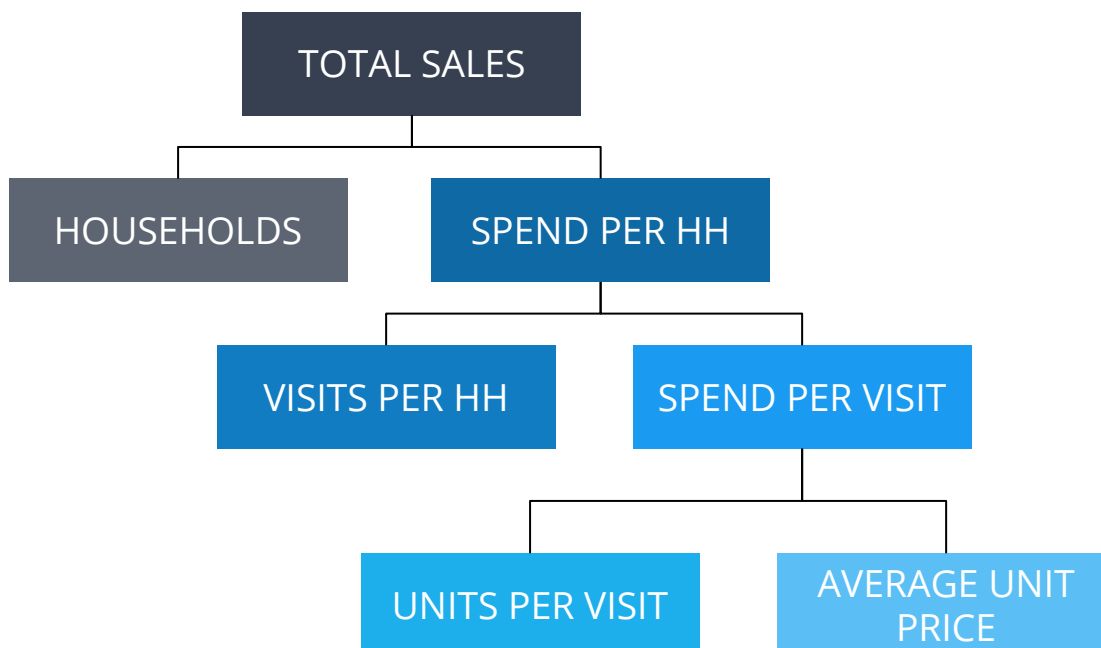 TOTAL SALES
HOUSEHOLDS
SPEND PER HH
VISITS PER HH
SPEND PER VISIT
UNITS PER VISIT
AVERAGE UNIT
PRICE